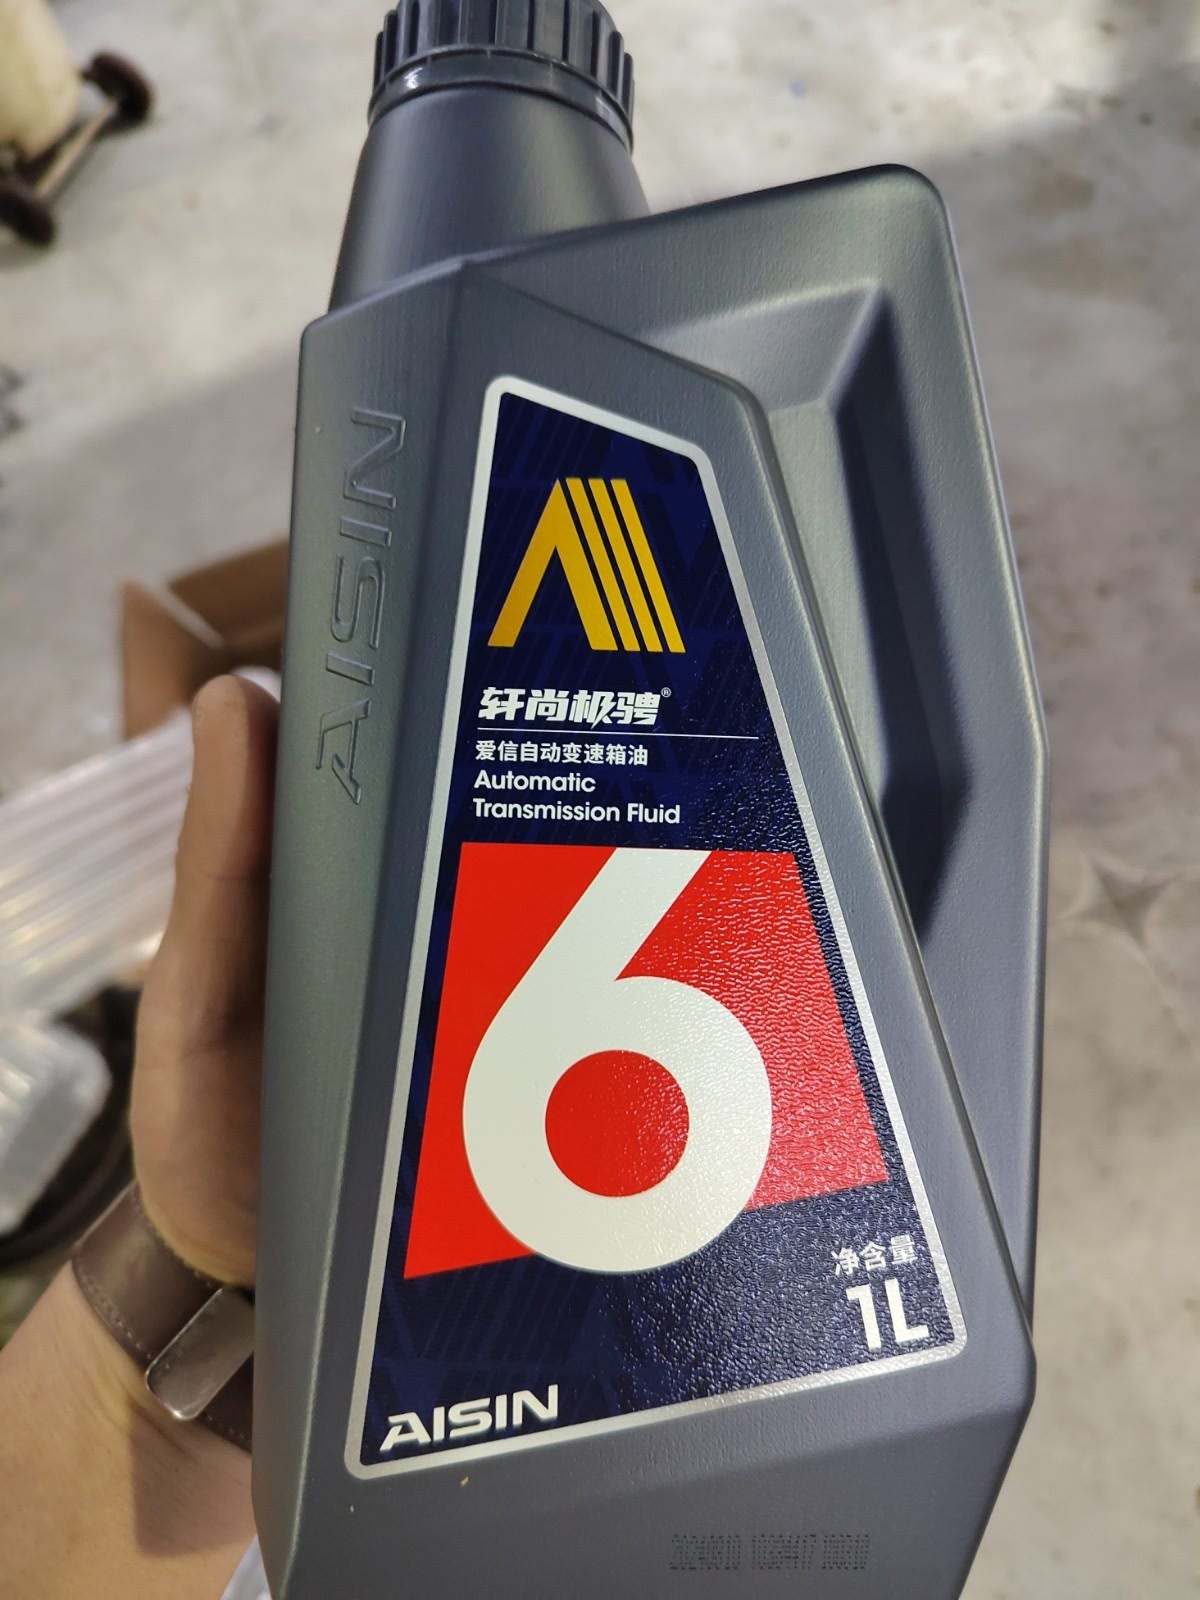 AISIN
轩尚极骋®
爱信自动变速箱油
Automatic
Transmission Fluid
6
净含量
1L
AISIN